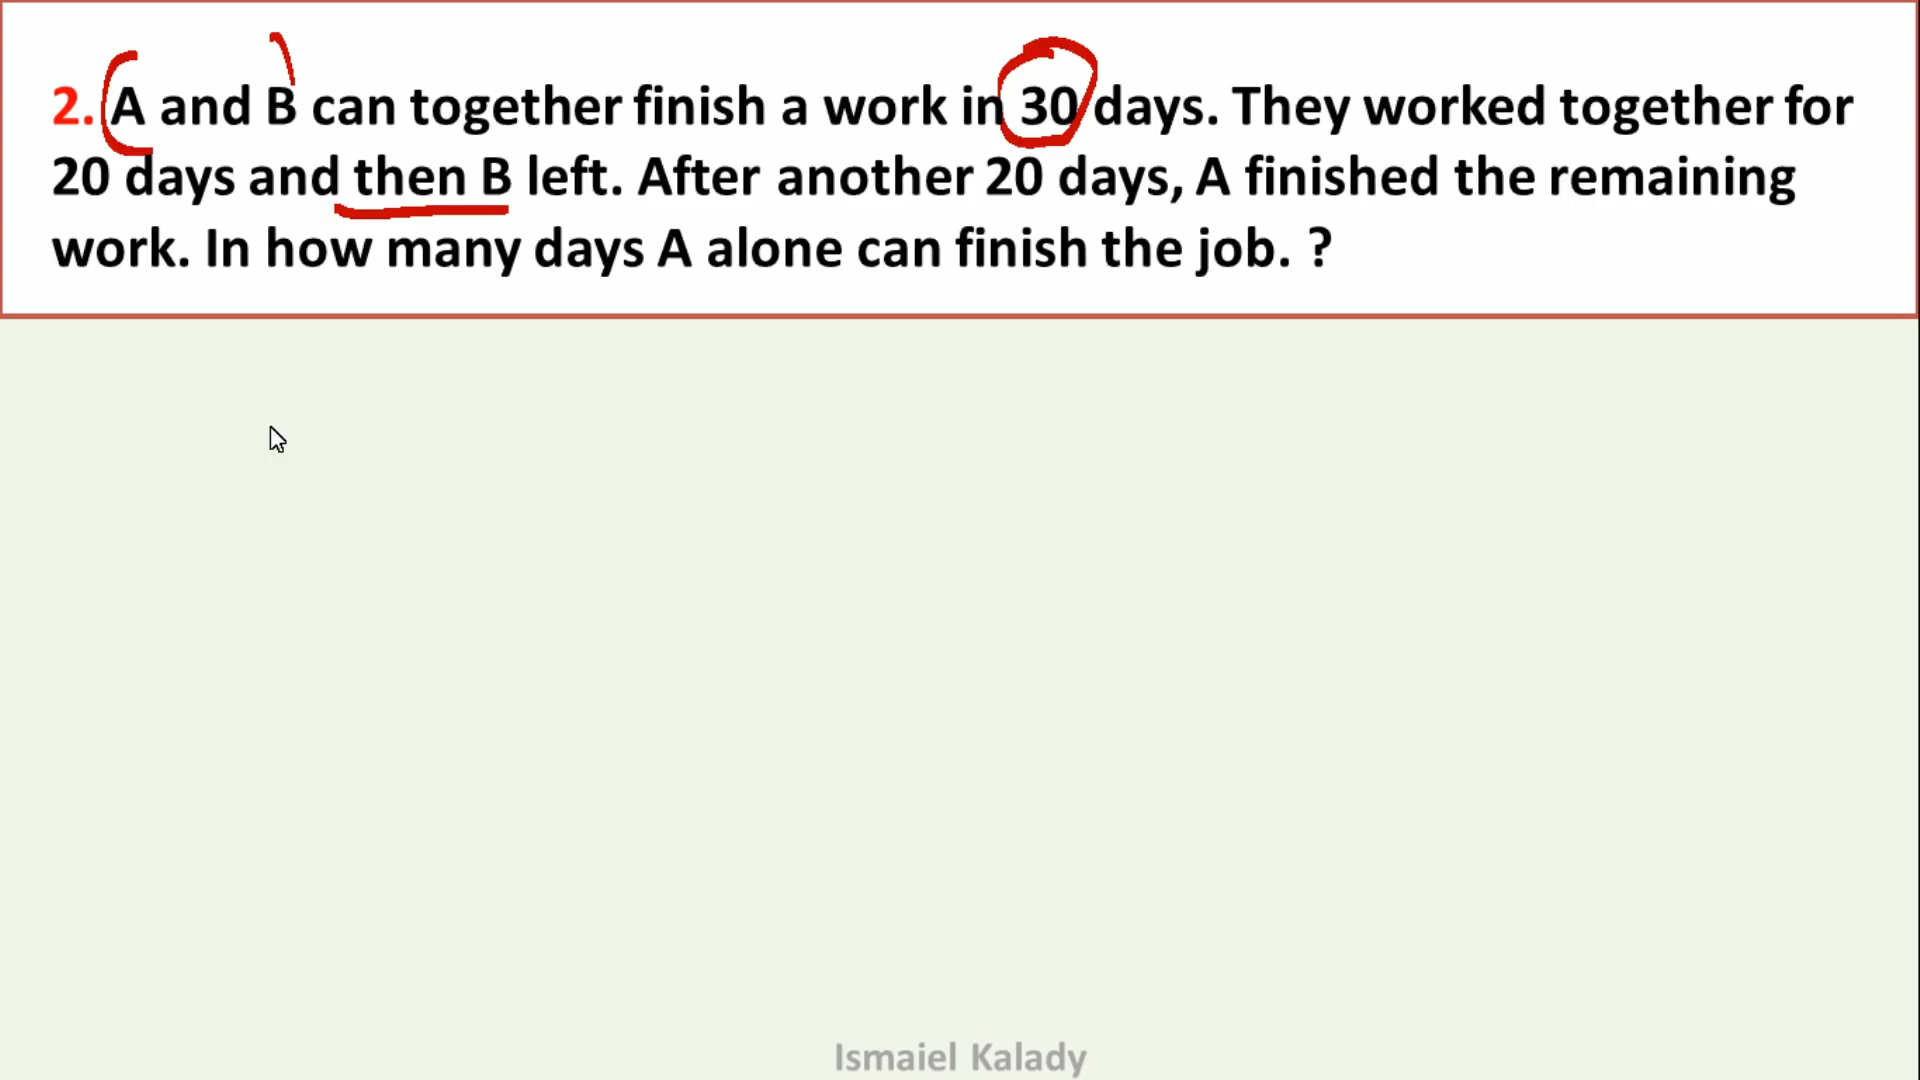 2. A and B can together finish a work in 30 days. They worked together for
20 days and then B left. After another 20 days, A finished the remaining
work. In how many days A alone can finish the job. ?
Ismaiel Kalady